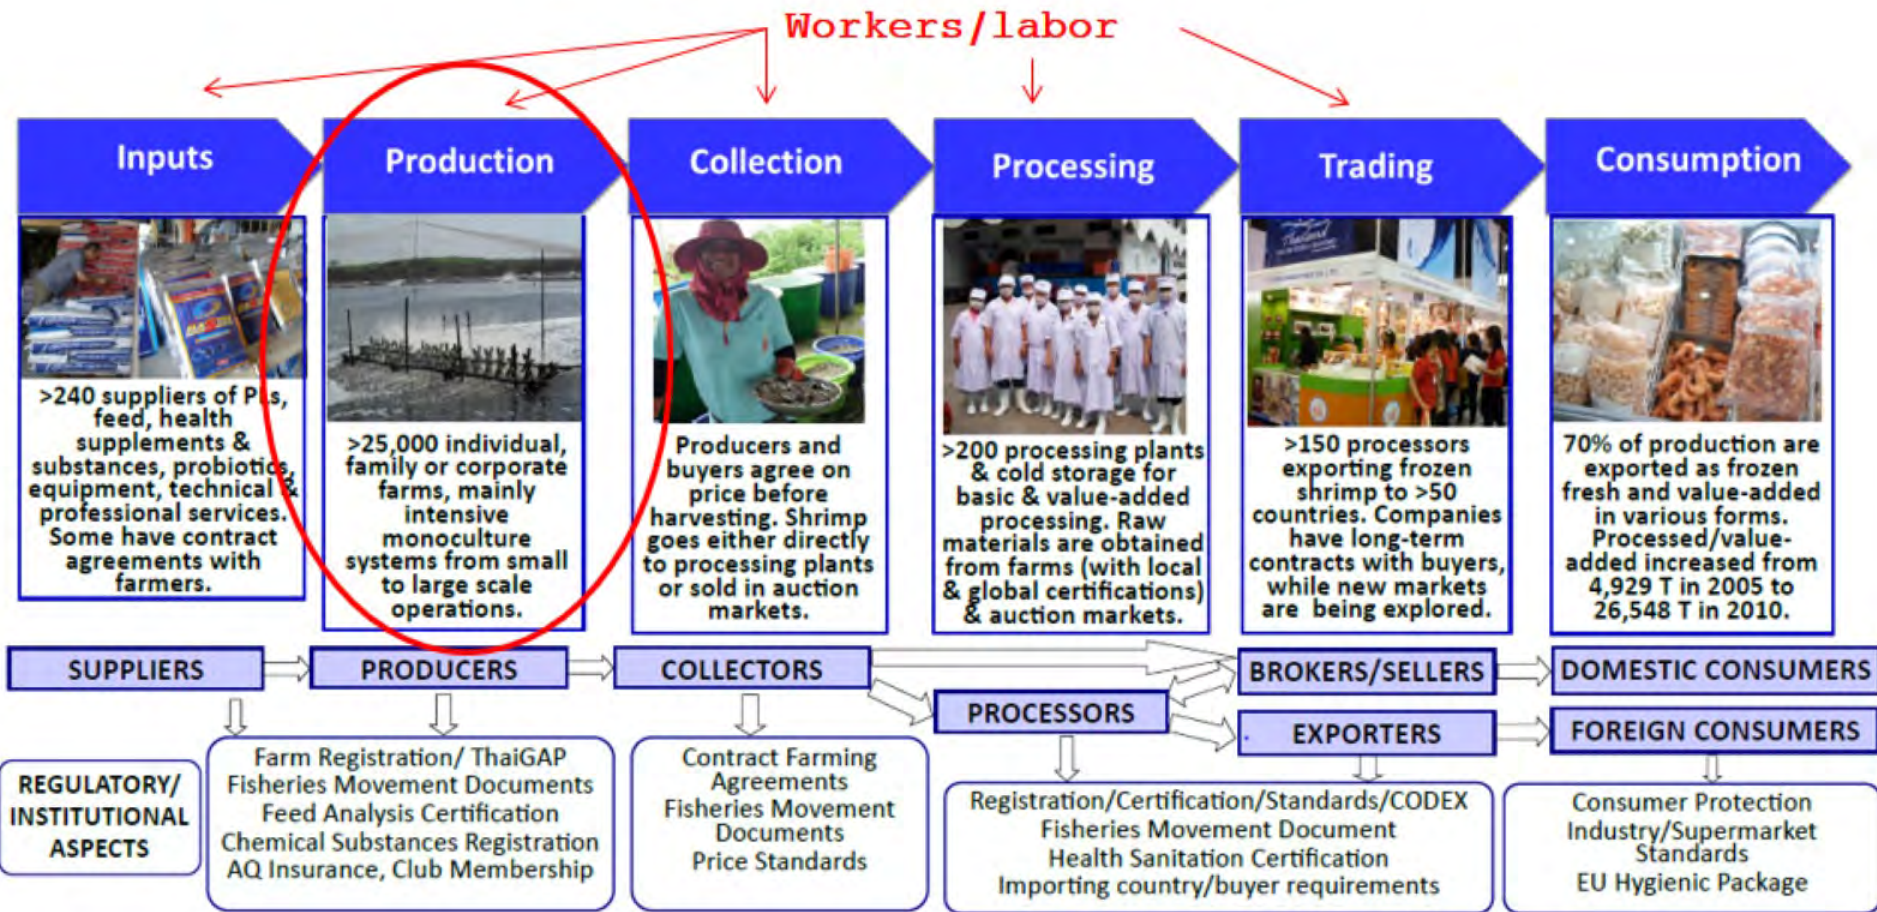 Workers/labor
Inputs
Production
Collection
Processing
Trading
Consumption
Thailand
>240 suppliers of PLs,
feed, health
supplements &
substances, probiotics,
equipment, technical &
professional services.
Some have contract
agreements with
farmers.
>25,000 individual,
family or corporate
farms, mainly
intensive
monoculture
systems from small
to large scale
operations.
Producers and
buyers agree on
price before
harvesting. Shrimp
goes either directly
to processing plants
or sold in auction
markets.
>200 processing plants
& cold storage for
basic & value-added
processing. Raw
materials are obtained
from farms (with local
& global certifications)
& auction markets.
>150 processors
exporting frozen
shrimp to >50
countries. Companies
have long-term
contracts with buyers,
while new markets
are being explored.
70% of production are
exported as frozen
fresh and value-added
in various forms.
Processed/value-
added increased from
4,929 T in 2005 to
26,548 T in 2010.
SUPPLIERS
PRODUCERS
COLLECTORS
PROCESSORS
BROKERS/SELLERS
EXPORTERS
DOMESTIC CONSUMERS
FOREIGN CONSUMERS
REGULATORY/
INSTITUTIONAL
ASPECTS
Farm Registration/ ThaiGAP
Fisheries Movement Documents
Feed Analysis Certification
Chemical Substances Registration
AQ Insurance, Club Membership
Contract Farming
Agreements
Fisheries Movement
Documents
Price Standards
Registration/Certification/Standards/CODEX
Fisheries Movement Document
Health Sanitation Certification
Importing country/buyer requirements
Consumer Protection
Industry/Supermarket
Standards
EU Hygienic Package